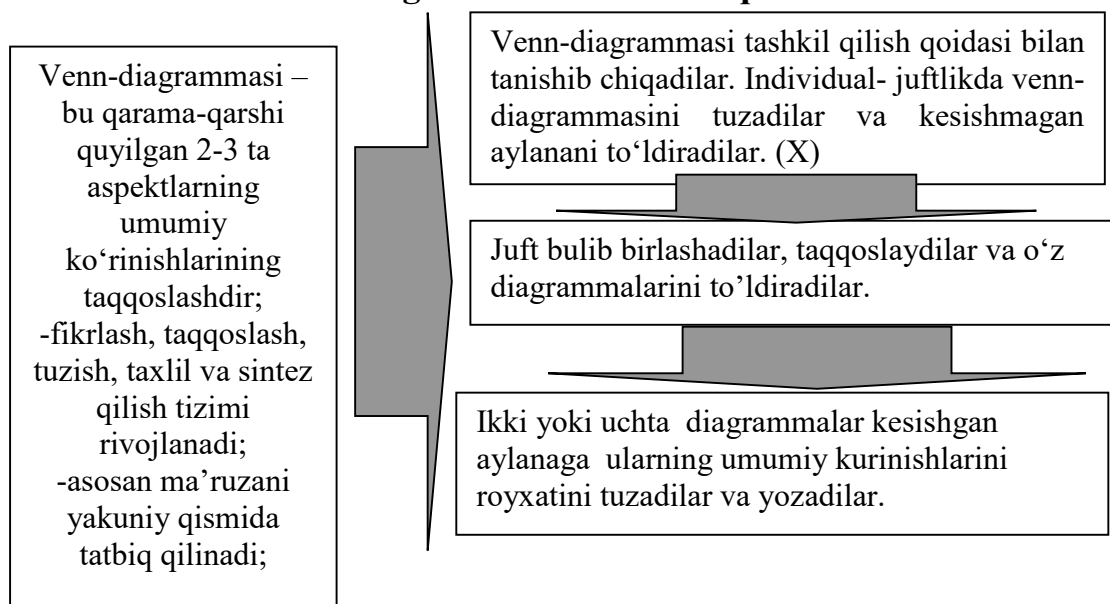 Venn-diagrammasi –
bu qarama-qarshi
quyilgan 2-3 ta
aspektlarning
umumiy
ko‘rinishlarining
taqqoslashdir;
-fikrlash, taqqoslash,
tuzish, taxlil va sintez
qilish tizimi
rivojlanadi;
-asosan ma’ruzani
yakuniy qismida
tatbiq qilinadi;
Venn-diagrammasi tashkil qilish qoidasi bilan
tanishib chiqadilar. Individual- juftlikda venn-
diagrammasini tuzadilar va kesishmagan
aylanani to‘ldiradilar. (X)
Juft bulib birlashadilar, taqqoslaydilar va o‘z
diagrammalarini to’ldiradilar.
Ikki yoki uchta diagrammalar kesishgan
aylanaga ularning umumiy kurinishlarini
royxatini tuzadilar va yozadilar.